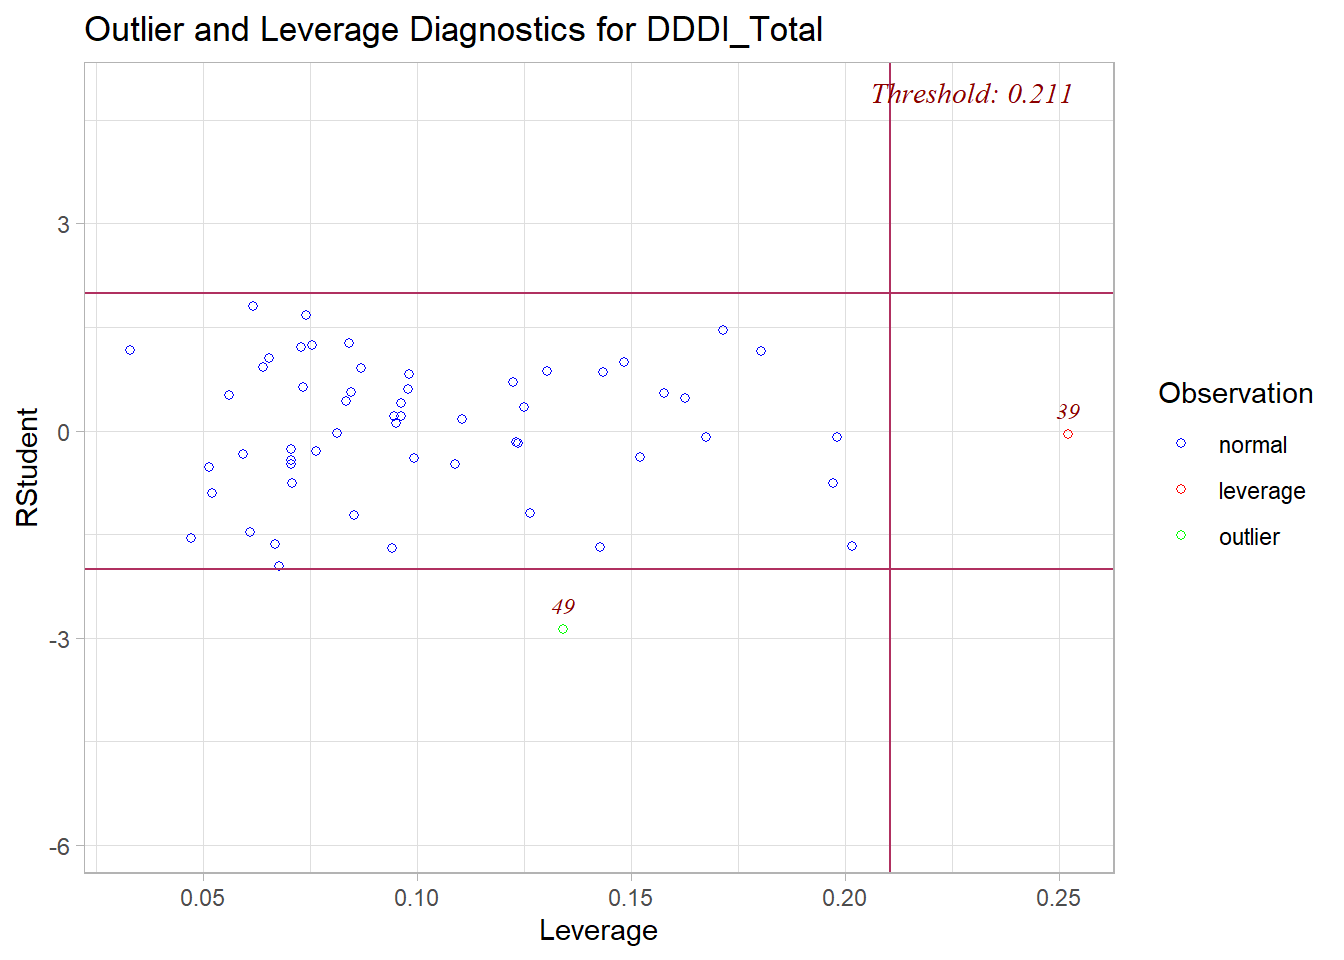 Outlier and Leverage Diagnostics for DDDI_Total
Threshold: 0.211
3
0
-3
-6
RStudent
39
49
0.05
0.10
0.15
0.20
0.25
Leverage
Observation
normal
leverage
outlier